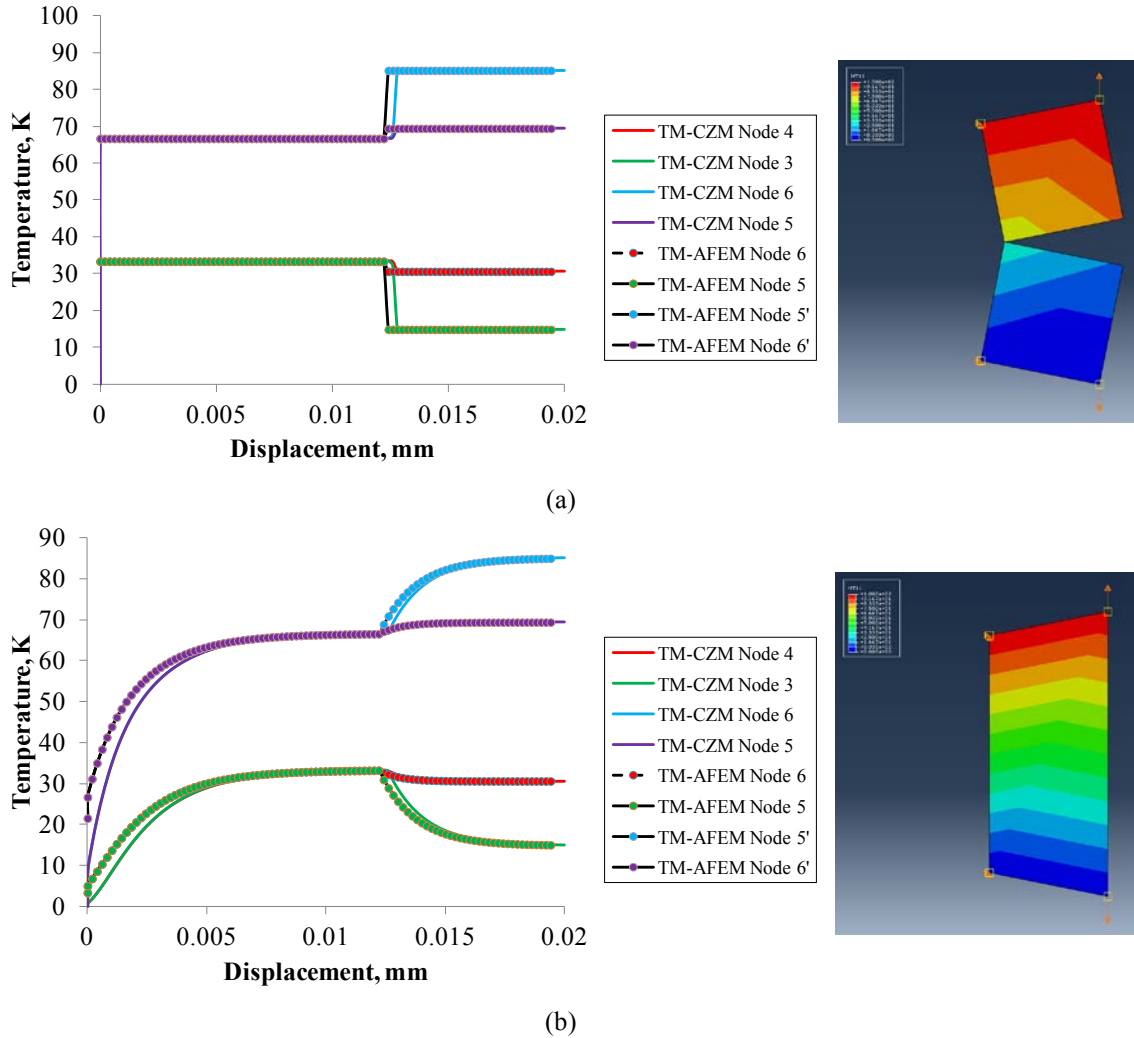 100
90
80
70
60
50
40
30
20
10
0
Temperature, K
0
0.005
0.01
0.015
0.02
Displacement, mm
TM-CZM Node 4
TM-CZM Node 3
TM-CZM Node 6
TM-CZM Node 5
TM-AFEM Node 6
TM-AFEM Node 5
TM-AFEM Node 5'
TM-AFEM Node 6'
(a)
90
80
70
60
50
40
30
20
10
0
Temperature, K
0
0.005
0.01
0.015
0.02
Displacement, mm
TM-CZM Node 4
TM-CZM Node 3
TM-CZM Node 6
TM-CZM Node 5
TM-AFEM Node 6
TM-AFEM Node 5
TM-AFEM Node 5'
TM-AFEM Node 6'
(b)